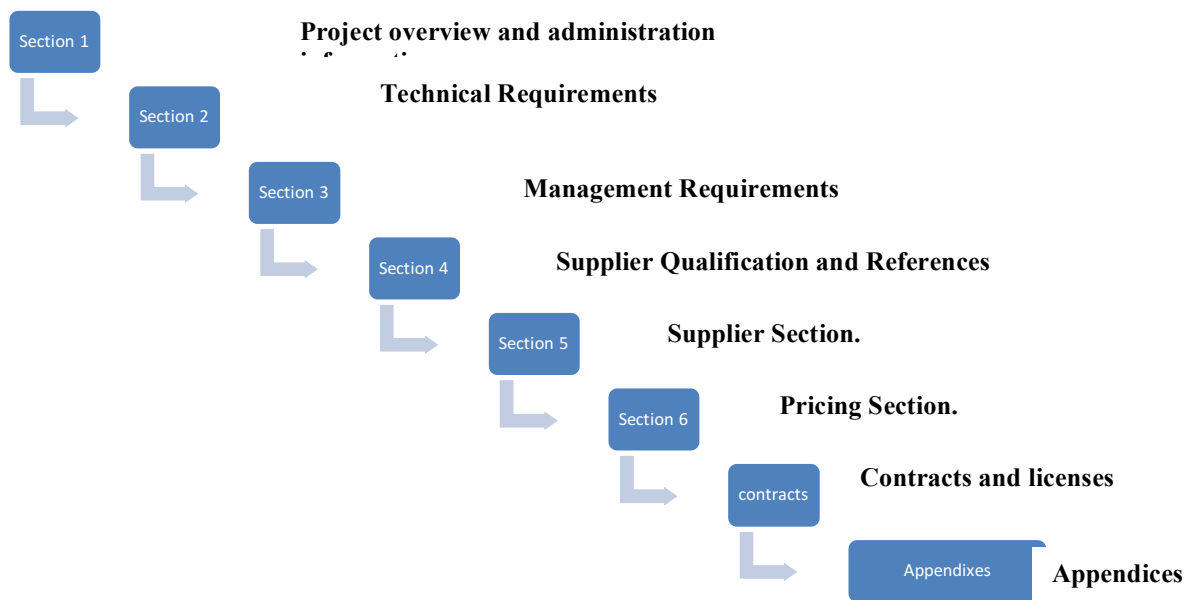 Section 1
Project overview and administration
Section 2
Technical Requirements
Section 3
Management Requirements
Section 4
Supplier Qualification and References
Section 5
Supplier Section.
Section 6
Pricing Section.
contracts
Contracts and licenses
Appendixes
Appendices